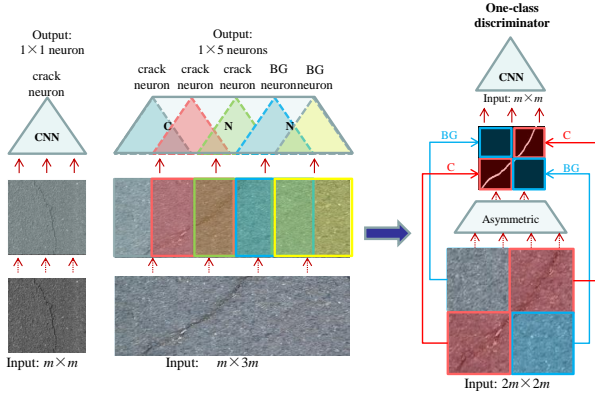 Output:
1×1 neuron
crack
neuron
CNN
Input: m×m
Output:
1×5 neurons
crack
neuron
crack
neuron
crack
neuron
BG
neuron
BG
neuron
C
N
N
Input: m×3m
One-class
discriminator
CNN
Input: m×m
BG
C
C
BG
Asymmetric
Input: 2m×2m